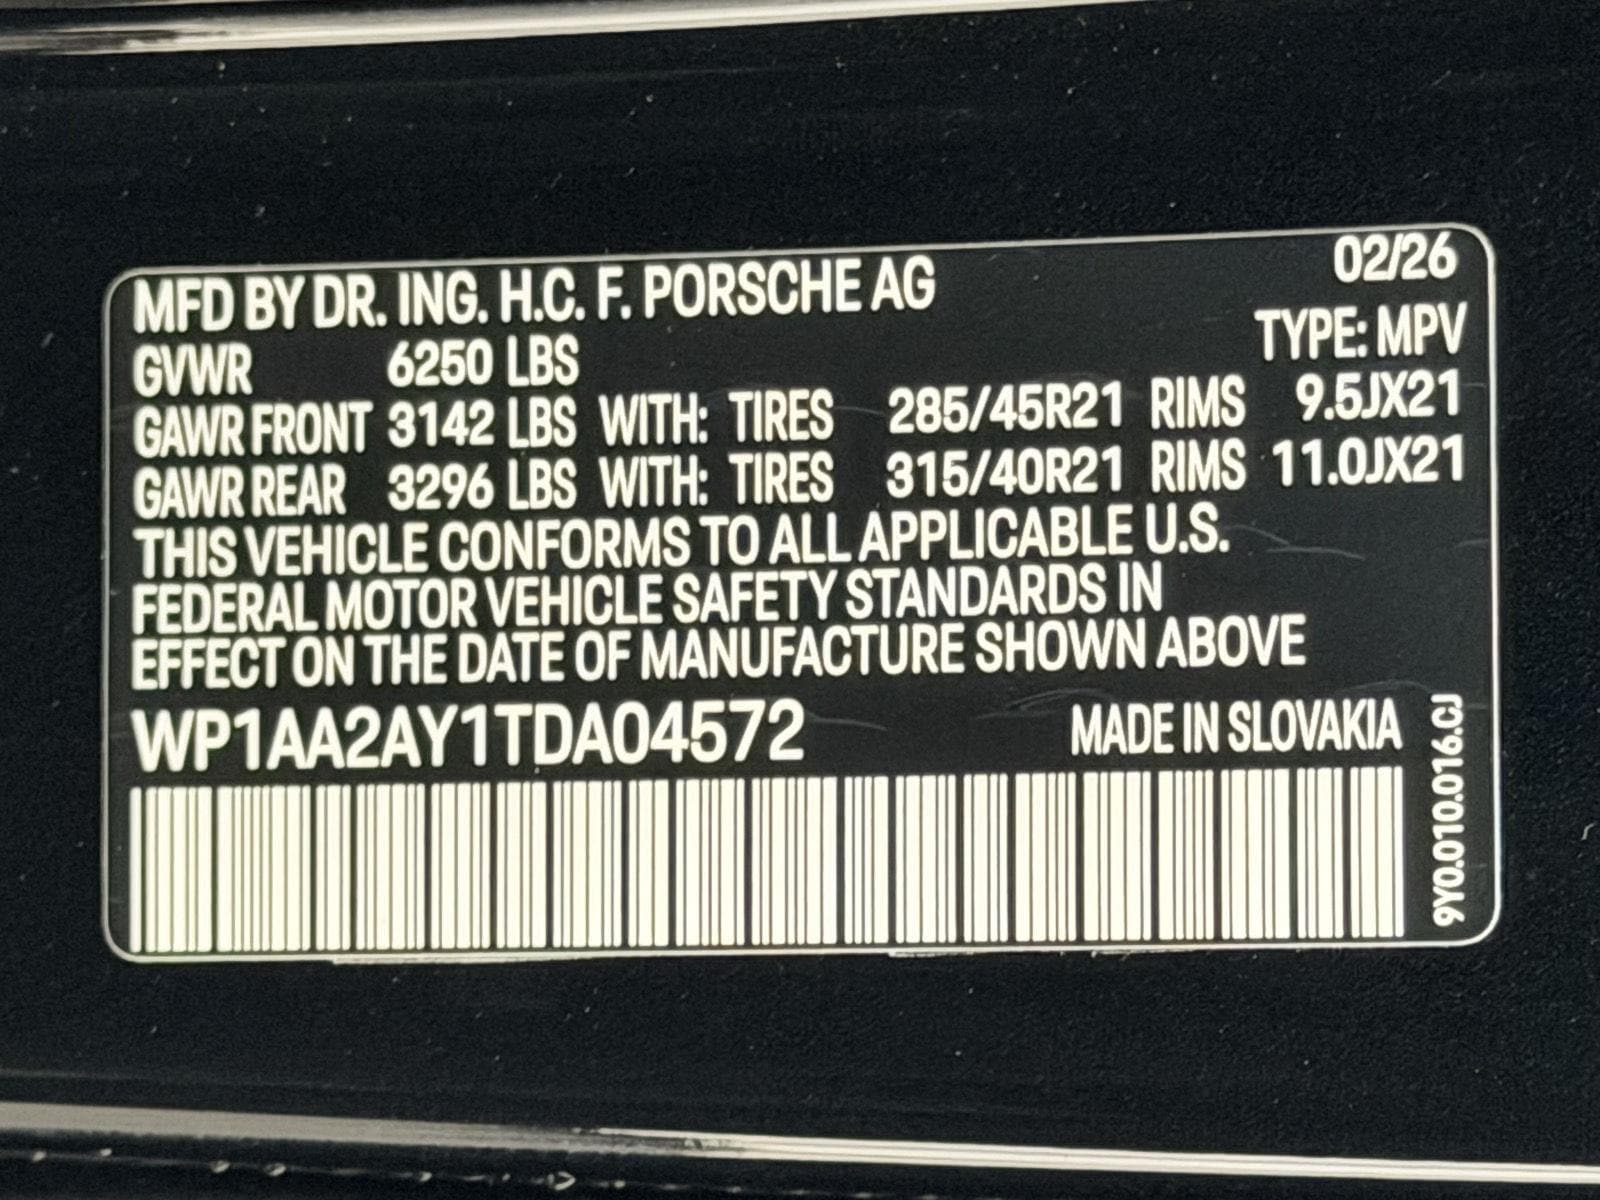 MFD BY DR. ING. H.C. F. PORSCHE AG 02/26
GVWR 6250 LBS TYPE: MPV
GAWR FRONT 3142 LBS WITH: TIRES 285/45R21 RIMS 9.5JX21
GAWR REAR 3296 LBS WITH: TIRES 315/40R21 RIMS 11.0JX21
THIS VEHICLE CONFORMS TO ALL APPLICABLE U.S.
FEDERAL MOTOR VEHICLE SAFETY STANDARDS IN
EFFECT ON THE DATE OF MANUFACTURE SHOWN ABOVE
WP1AA2AY1TDA04572 MADE IN SLOVAKIA
9Y0.010.016.CJ